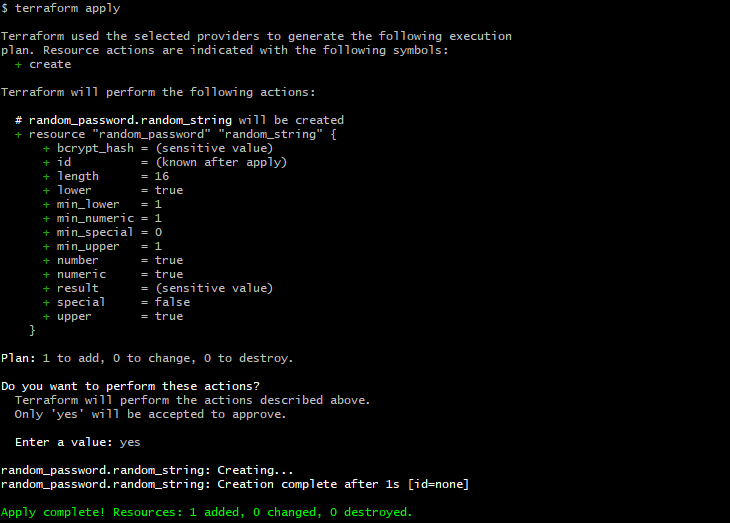 $ terraform apply
Terraform used the selected providers to generate the following execution
plan. Resource actions are indicated with the following symbols:
  + create
Terraform will perform the following actions:
  # random_password.random_string will be created
  + resource "random_password" "random_string" {
      + bcrypt_hash = (sensitive value)
      + id          = (known after apply)
      + length      = 16
      + lower       = true
      + min_lower   = 1
      + min_numeric = 1
      + min_special = 0
      + min_upper   = 1
      + number      = true
      + numeric     = true
      + result      = (sensitive value)
      + special     = false
      + upper       = true
    }
Plan: 1 to add, 0 to change, 0 to destroy.
Do you want to perform these actions?
  Terraform will perform the actions described above.
  Only 'yes' will be accepted to approve.
  Enter a value: yes
random_password.random_string: Creating...
random_password.random_string: Creation complete after 1s [id=none]
Apply complete! Resources: 1 added, 0 changed, 0 destroyed.